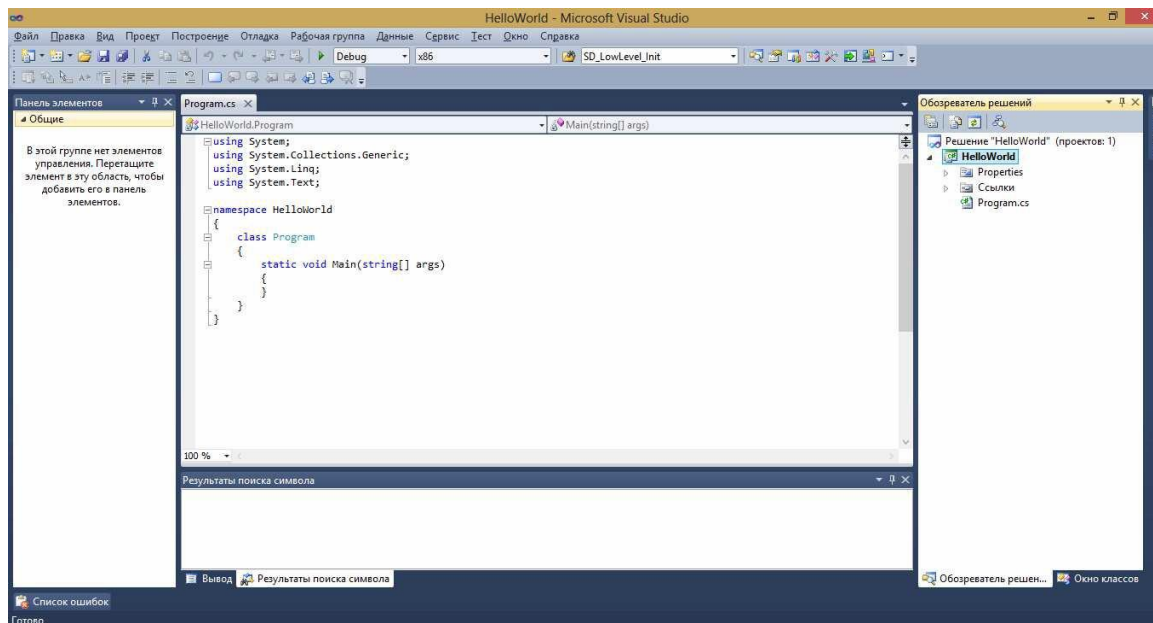 HelloWorld - Microsoft Visual Studio
Файл Правка Вид Проект Построение Отладка Рабочая группа Данные Сервис Тест Окно Справка
Debug x86 SD_LowLevel_Init
Панель элементов
Общие
В этой группе нет элементов
управления. Перетащите
элемент в эту область, чтобы
добавить его в панель
элементов.
Program.cs
HelloWorld.Program Main(string[] args)
using System;
using System.Collections.Generic;
using System.Linq;
using System.Text;
namespace HelloWorld
{
class Program
{
static void Main(string[] args)
{
}
}
}
100 %
Результаты поиска символа
Вывод Результаты поиска символа
Обозреватель решений
Решение "HelloWorld" (проектов: 1)
HelloWorld
Properties
Ссылки
Program.cs
Обозреватель решен... Окно классов
Список ошибок
Готово